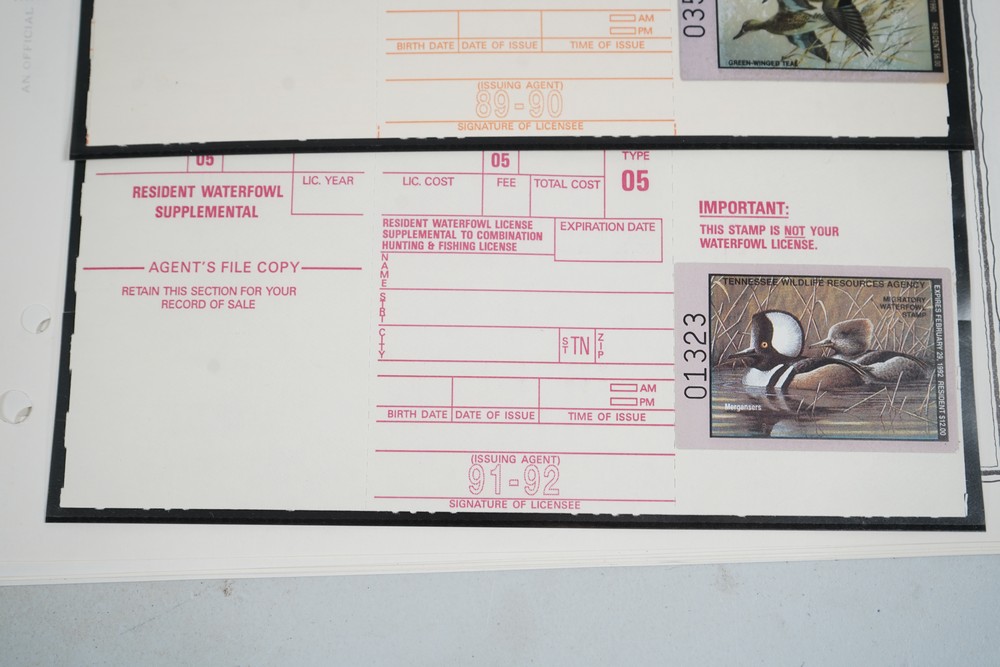 AN OFFICIAL
AM
PM
BIRTH DATE DATE OF ISSUE TIME OF ISSUE
(ISSUING AGENT)
89-90
SIGNATURE OF LICENSEE
035
GREEN-WINGED TEAL
05
RESIDENT WATERFOWL
SUPPLEMENTAL
LIC. YEAR
AGENT'S FILE COPY
RETAIN THIS SECTION FOR YOUR
RECORD OF SALE
05
TYPE
LIC. COST FEE TOTAL COST 05
RESIDENT WATERFOWL LICENSE
SUPPLEMENTAL TO COMBINATION
HUNTING & FISHING LICENSE
EXPIRATION DATE
NAME
STRT
CITY
ST TN ZIP
AM
PM
BIRTH DATE DATE OF ISSUE TIME OF ISSUE
(ISSUING AGENT)
91-92
SIGNATURE OF LICENSEE
IMPORTANT:
THIS STAMP IS NOT YOUR
WATERFOWL LICENSE.
01323
TENNESSEE WILDLIFE RESOURCES AGENCY
MIGRATORY
WATERFOWL
STAMP
EXPIRES FEBRUARY 29, 1992 RESIDENT $12.00
Mergansers